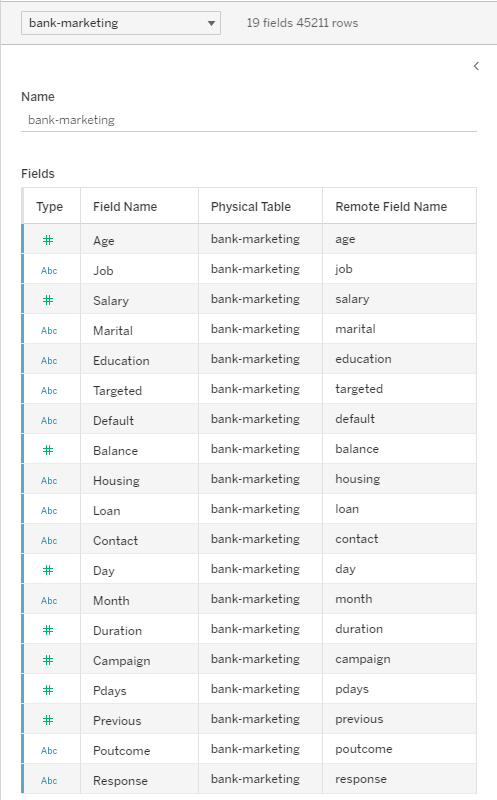 bank-marketing 19 fields 45211 rows
Name
bank-marketing
Fields
Type Field Name Physical Table Remote Field Name
# Age bank-marketing age
Abc Job bank-marketing job
# Salary bank-marketing salary
Abc Marital bank-marketing marital
Abc Education bank-marketing education
Abc Targeted bank-marketing targeted
Abc Default bank-marketing default
# Balance bank-marketing balance
Abc Housing bank-marketing housing
Abc Loan bank-marketing loan
Abc Contact bank-marketing contact
# Day bank-marketing day
Abc Month bank-marketing month
# Duration bank-marketing duration
# Campaign bank-marketing campaign
# Pdays bank-marketing pdays
# Previous bank-marketing previous
Abc Poutcome bank-marketing poutcome
Abc Response bank-marketing response